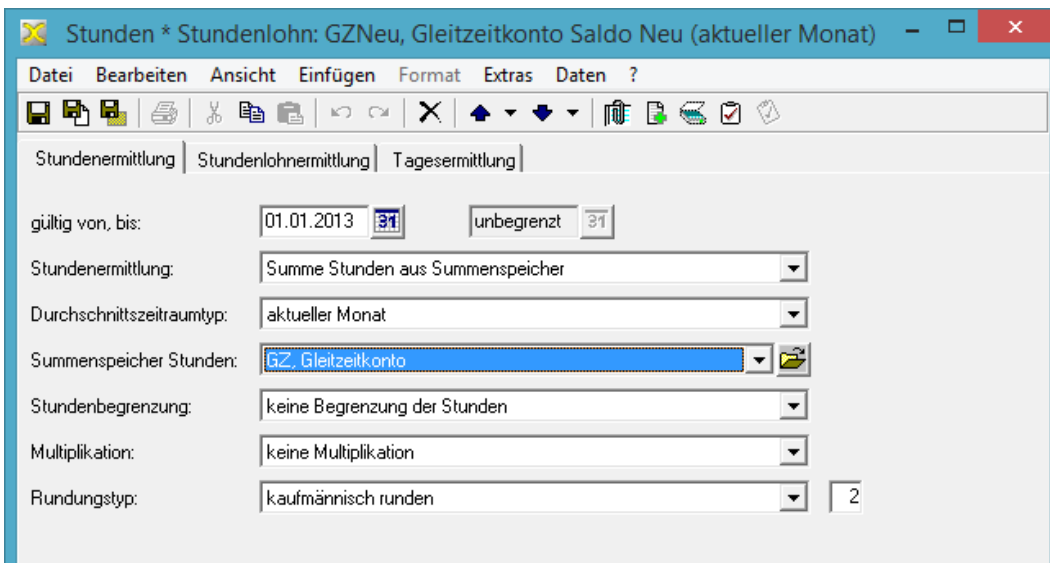 Stunden * Stundenlohn: GZNeu, Gleitzeitkonto Saldo Neu (aktueller Monat)
Datei Bearbeiten Ansicht Einfügen Format Extras Daten ?
Stundenermittlung Stundenlohnermittlung Tagesermittlung
gültig von, bis: 01.01.2013 31 unbegrenzt 31
Stundenermittlung: Summe Stunden aus Summenspeicher
Durchschnittszeitraumtyp: aktueller Monat
Summenspeicher Stunden: GZ, Gleitzeitkonto
Stundenbegrenzung: keine Begrenzung der Stunden
Multiplikation: keine Multiplikation
Rundungstyp: kaufmännisch runden 2